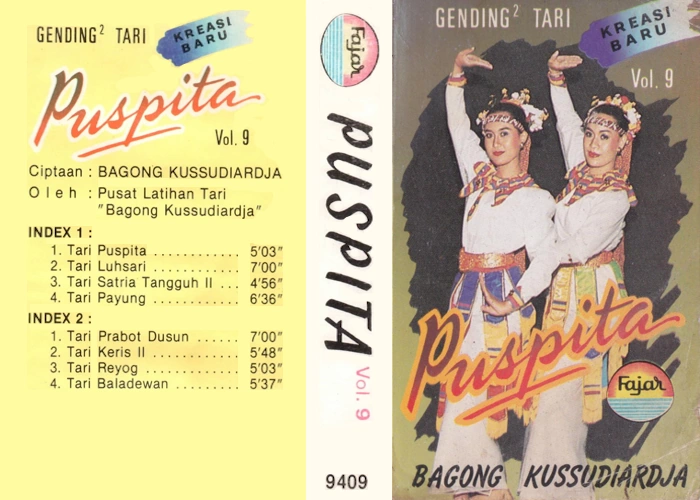 GENDING² TARI
KREASI
BARU
Puspita
Vol. 9
Ciptaan : BAGONG KUSSUDIARDJA
Oleh : Pusat Latihan Tari
"Bagong Kussudiardja"
INDEX 1 :
1. Tari Puspita ............ 5'03"
2. Tari Luhsari ............ 7'00"
3. Tari Satria Tangguh II ... 4'56"
4. Tari Payung ............ 6'36"
INDEX 2 :
1. Tari Prabot Dusun ....... 7'00"
2. Tari Keris II ............ 5'48"
3. Tari Reyog ............ 5'03"
4. Tari Baladewan ......... 5'37"
Fajar
PUSPITA
Vol. 9
9409
GENDING² TARI
KREASI
BARU
Vol. 9
Puspita
Fajar
BAGONG KUSSUDIARDJA